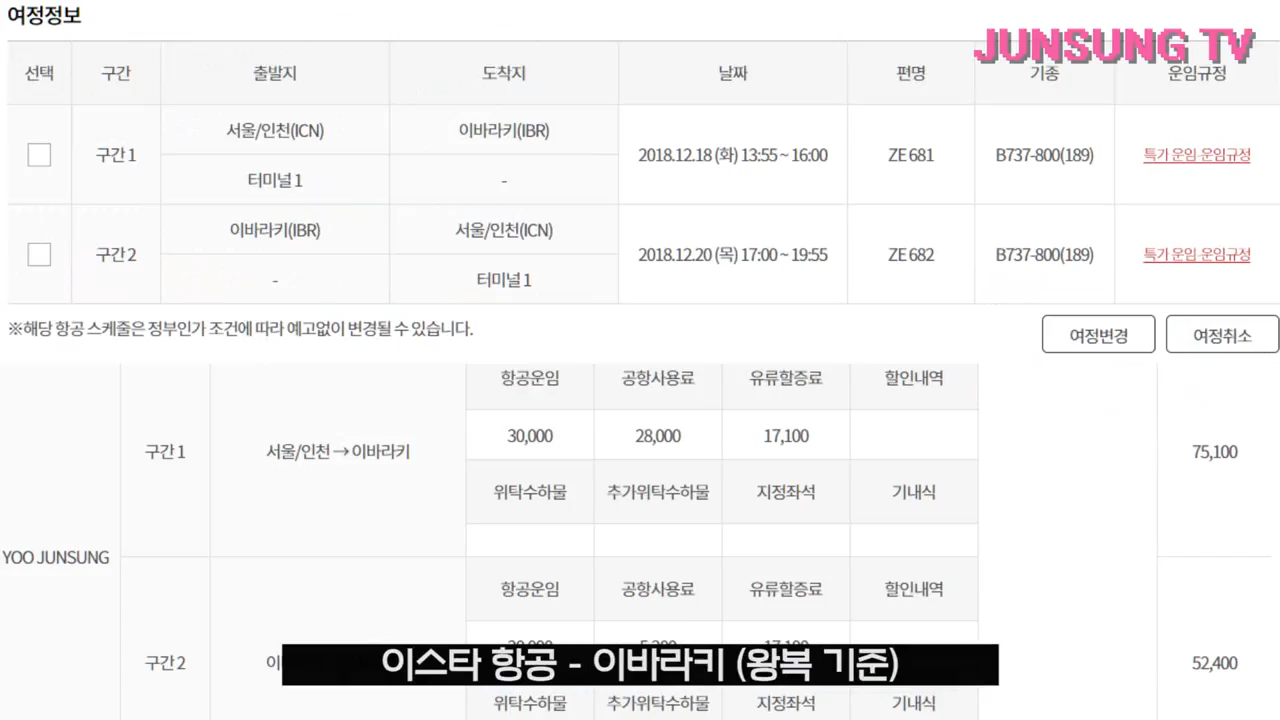 여정정보
JUNSUNG TV
선택 구간 출발지 도착지 날짜 편명 기종 운임규정
구간 1 서울/인천(ICN) 이바라키(IBR) 2018.12.18 (화) 13:55 ~ 16:00 ZE 681 B737-800(189) 특가 운임 운임규정
터미널 1 -
구간 2 이바라키(IBR) 서울/인천(ICN) 2018.12.20 (목) 17:00 ~ 19:55 ZE 682 B737-800(189) 특가 운임 운임규정
- 터미널 1
※해당 항공 스케줄은 정부인가 조건에 따라 예고없이 변경될 수 있습니다.
여정변경 여정취소
항공운임 공항사용료 유류할증료 할인내역
30,000 28,000 17,100
구간 1 서울/인천 → 이바라키 75,100
위탁수하물 추가위탁수하물 지정좌석 기내식
YOO JUNSUNG
항공운임 공항사용료 유류할증료 할인내역
구간 2 52,400
이스타 항공 - 이바라키 (왕복 기준)
위탁수하물 추가위탁수하물 지정좌석 기내식